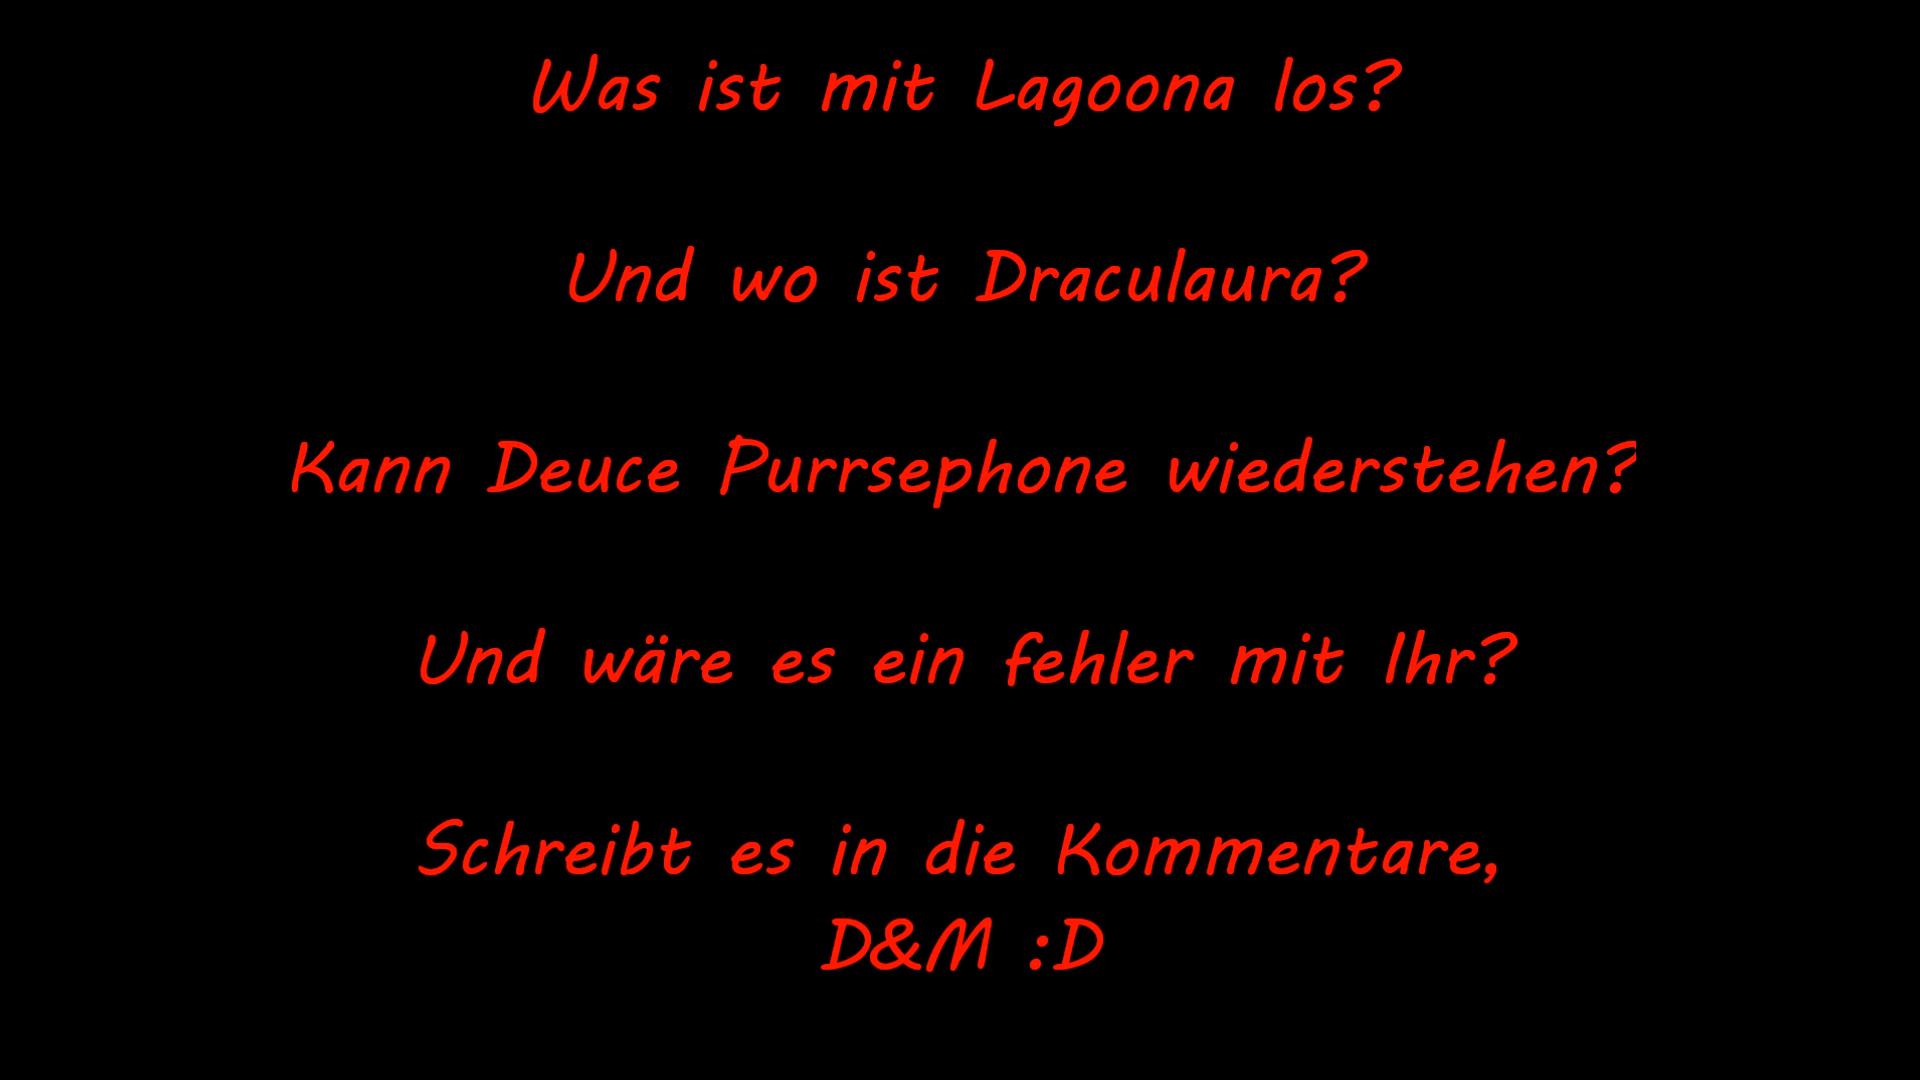 Was ist mit Lagoona los?
Und wo ist Draculaura?
Kann Deuce Purrsephone wiederstehen?
Und wäre es ein fehler mit Ihr?
Schreibt es in die Kommentare,
D&M :D